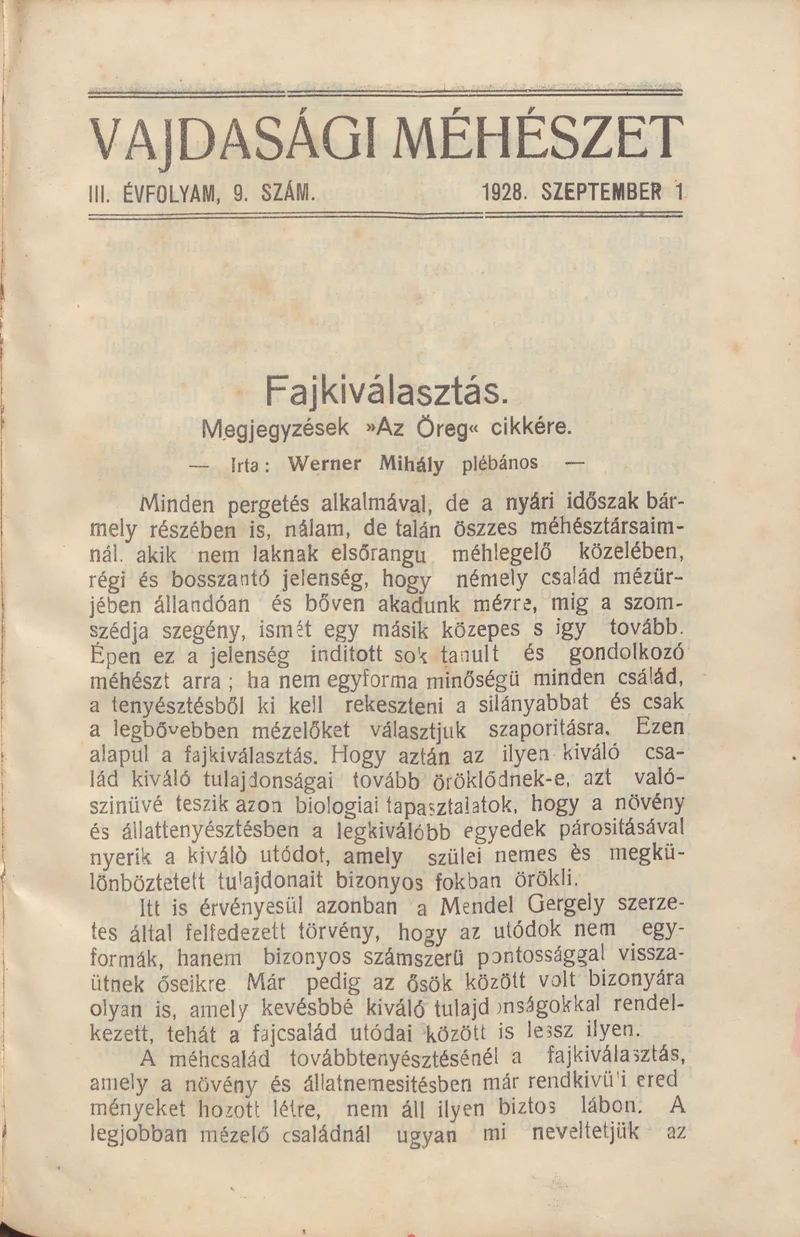 VAJDASÁGI MÉHÉSZET
III. ÉVFOLYAM, 9. SZÁM. 1928. SZEPTEMBER 1
Fajkiválasztás.
Megjegyzések »Az Öreg« cikkére.
— Irta: Werner Mihály plébános —
Minden pergetés alkalmával, de a nyári időszak bár-
mely részében is, nálam, de talán öszzes méhésztársaim-
nál. akik nem laknak elsőrangu méhlegelő közelében,
régi és bosszantó jelenség, hogy némely család mézür-
jében állandóan és bőven akadunk mézre, mig a szom-
szédja szegény, ismét egy másik közepes s igy tovább.
Épen ez a jelenség inditott sok tanult és gondolkozó
méhészt arra ; ha nem egyforma minőségü minden család,
a tenyésztésből ki kell rekeszteni a silányabbat és csak
a legbővebben mézelőket választjuk szaporitásra. Ezen
alapul a fajkiválasztás. Hogy aztán az ilyen kiváló csa-
lád kiváló tulajdonságai tovább öröklődnek-e, azt való-
szinüvé teszik azon biologiai tapasztalatok, hogy a növény
és állattenyésztésben a legkiválóbb egyedek párositásával
nyerik a kiválò utódot, amely szülei nemes ès megkü-
lönböztetett tulajdonait bizonyos fokban örökli.
Itt is érvényesül azonban a Mendel Gergely szerze-
tes által felfedezett törvény, hogy az utódok nem egy-
formák, hanem bizonyos számszerü pontossággal vissza-
ütnek őseikre. Már pedig az ősök között volt bizonyára
olyan is, amely kevésbbé kiváló tulajdonságokkal rendel-
kezett, tehát a fajcsalád utódai között is lessz ilyen.
A méhcsalád továbbtenyésztésénél a fajkiválasztás,
amely a növény és állatnemesitésben már rendkivüli ered
ményeket hozott létre, nem áll ilyen biztos lábon. A
legjobban mézelő családnál ugyan mi neveltetjük az